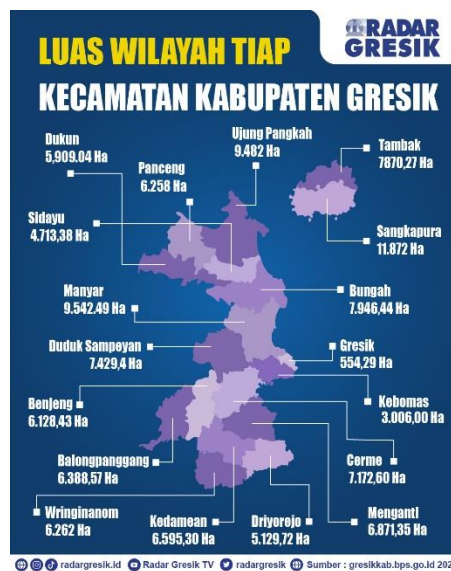 RADAR
GRESIK
LUAS WILAYAH TIAP
KECAMATAN KABUPATEN GRESIK
Ujung Pangkah
9.482 Ha
Dukun
5,909.04 Ha
Tambak
7870,27 Ha
Panceng
6.258 Ha
Sidayu
4.713,38 Ha
Sangkapura
11.872 Ha
Manyar
9.542.49 Ha
Bungah
7.946,44 Ha
Duduk Sampeyan
7.429,4 Ha
Gresik
554,29 Ha
Benjeng
6.128,43 Ha
Kebomas
3.006,00 Ha
Balongpanggang
6.388,57 Ha
Cerme
7.172,60 Ha
Wringinanom
6.262 Ha
Kedamean
6.595,30 Ha
Driyorejo
5.129,72 Ha
Menganti
6.871,35 Ha
radargresik.id Radar Gresik TV radargresik Sumber : gresikkab.bps.go.id 202